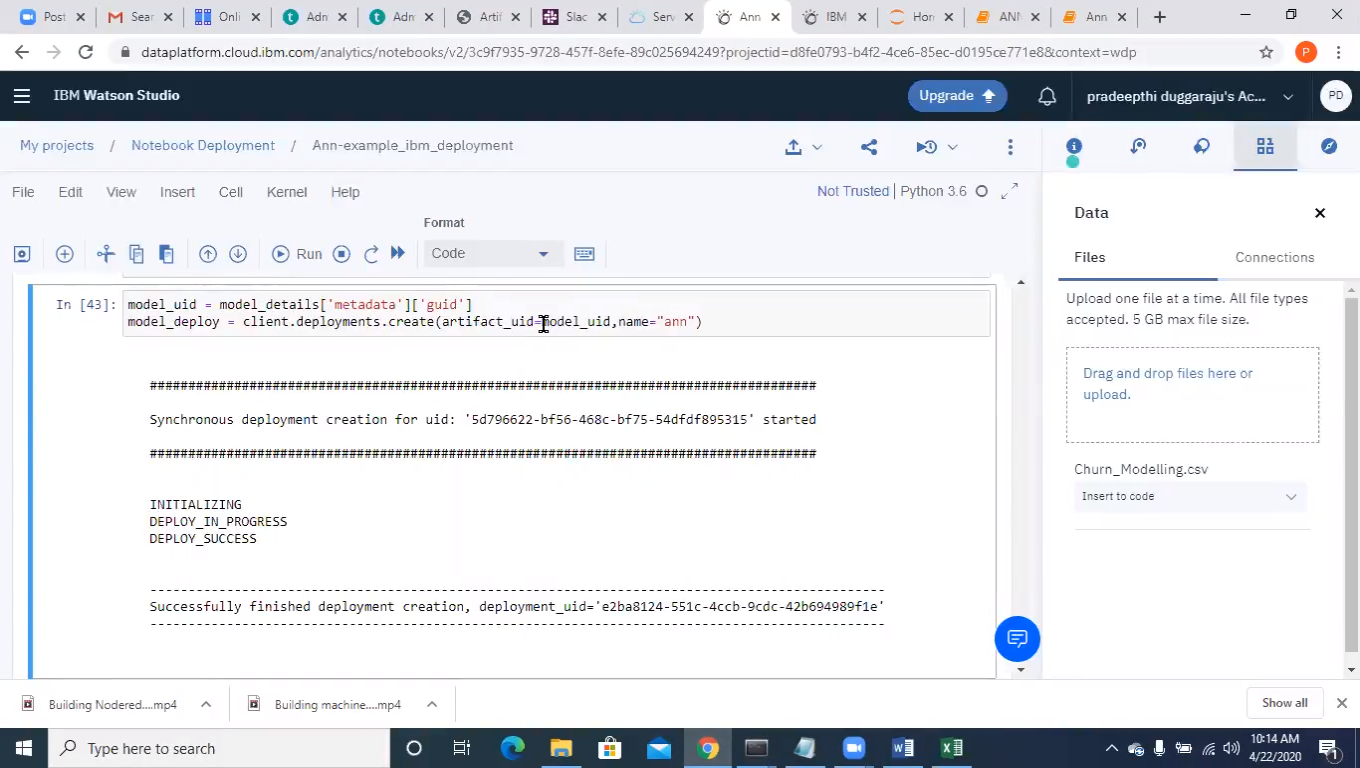 Post
Sear
Onli
Adn
Adn
Artif
Slac
Serv
Ann
IBM
Hor
ANN
Ann
dataplatform.cloud.ibm.com/analytics/notebooks/v2/3c9f7935-9728-457f-8efe-89c025694249?projectid=d8fe0793-b4f2-4ce6-85ec-d0195ce771e8&context=wdp
P
IBM Watson Studio
Upgrade
pradeepthi duggaraju's Ac...
PD
My projects / Notebook Deployment / Ann-example_ibm_deployment
File Edit View Insert Cell Kernel Help
Not Trusted | Python 3.6
Format
Run
Code
Data
Files
Connections
Upload one file at a time. All file types
accepted. 5 GB max file size.
Drag and drop files here or
upload.
Churn_Modelling.csv
Insert to code
In [43]: model_uid = model_details['metadata']['guid']
model_deploy = client.deployments.create(artifact_uid=model_uid,name="ann")
#######################################################################################
Synchronous deployment creation for uid: '5d796622-bf56-468c-bf75-54dfdf895315' started
#######################################################################################
INITIALIZING
DEPLOY_IN_PROGRESS
DEPLOY_SUCCESS
------------------------------------------------------------------------------------------------
Successfully finished deployment creation, deployment_uid='e2ba8124-551c-4ccb-9cdc-42b694989f1e'
------------------------------------------------------------------------------------------------
Building Nodered....mp4
Building machine....mp4
Show all
Type here to search
10:14 AM
4/22/2020
1